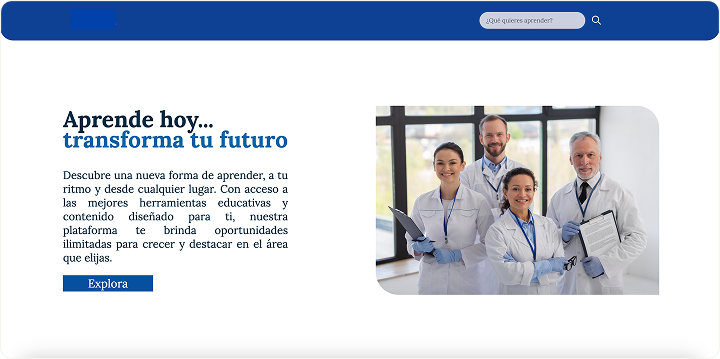 ¿Qué quieres aprender?
Aprende hoy...
transforma tu futuro
Descubre una nueva forma de aprender, a tu
ritmo y desde cualquier lugar. Con acceso a
las mejores herramientas educativas y
contenido diseñado para ti, nuestra
plataforma te brinda oportunidades
ilimitadas para crecer y destacar en el área
que elijas.
Explora